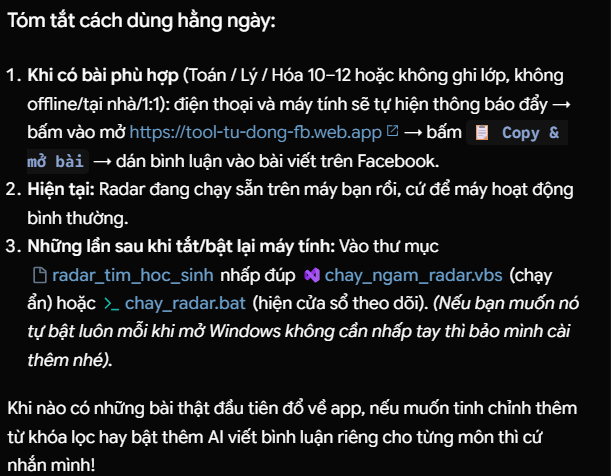 Tóm tắt cách dùng hằng ngày:
1. Khi có bài phù hợp (Toán / Lý / Hóa 10–12 hoặc không ghi lớp, không
offline/tại nhà/1:1): điện thoại và máy tính sẽ tự hiện thông báo đẩy →
bấm vào mở https://tool-tu-dong-fb.web.app → bấm 📋 Copy &
mở bài → dán bình luận vào bài viết trên Facebook.
2. Hiện tại: Radar đang chạy sẵn trên máy bạn rồi, cứ để máy hoạt động
bình thường.
3. Những lần sau khi tắt/bật lại máy tính: Vào thư mục
radar_tim_hoc_sinh nhấp đúp chay_ngam_radar.vbs (chạy
ẩn) hoặc >_ chay_radar.bat (hiện cửa sổ theo dõi). (Nếu bạn muốn nó
tự bật luôn mỗi khi mở Windows không cần nhấp tay thì bảo mình cài
thêm nhé).
Khi nào có những bài thật đầu tiên đổ về app, nếu muốn tinh chỉnh thêm
từ khóa lọc hay bật thêm AI viết bình luận riêng cho từng môn thì cứ
nhắn mình!